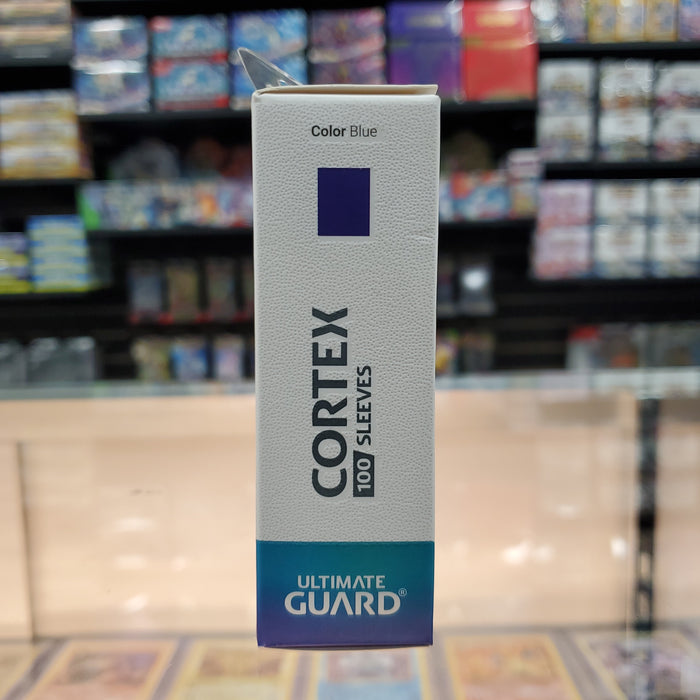 Color Blue
CORTEX
100 SLEEVES
ULTIMATE
GUARD®